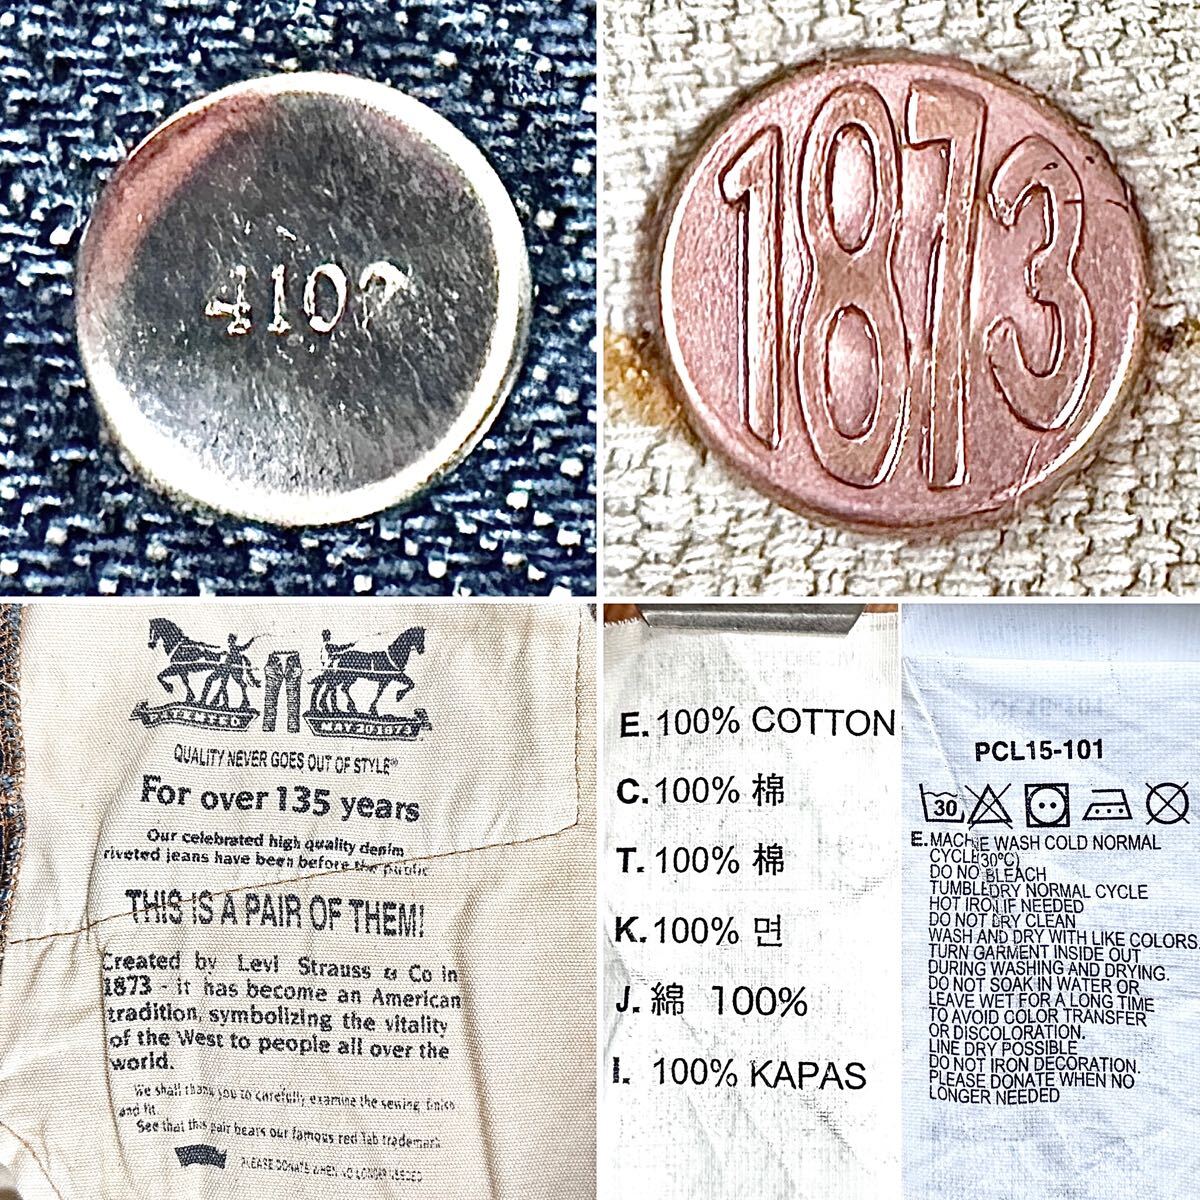 4107
1873
PATENTED
MAY 20 1873
QUALITY NEVER GOES OUT OF STYLE®
For over 135 years
Our celebrated high quality denim
riveted jeans have been before the public
THIS IS A PAIR OF THEM!
Created by Levi Strauss & Co in
1873 - it has become an American
tradition, symbolizing the vitality
of the West to people all over the
world.
We shall thank you to carefully examine the sewing, finish
and fit.
See that this pair bears our famous red Tab trademark.
PLEASE DONATE WHEN NO LONGER NEEDED
E. 100% COTTON
C. 100% 棉
T. 100% 棉
K. 100% 면
J. 綿 100%
I. 100% KAPAS
PCL15-101
30
E. MACHINE WASH COLD NORMAL
CYCLE(30°C)
DO NOT BLEACH
TUMBLE DRY NORMAL CYCLE
HOT IRON IF NEEDED
DO NOT DRY CLEAN
WASH AND DRY WITH LIKE COLORS
TURN GARMENT INSIDE OUT
DURING WASHING AND DRYING.
DO NOT SOAK IN WATER OR
LEAVE WET FOR A LONG TIME
TO AVOID COLOR TRANSFER
OR DISCOLORATION.
LINE DRY POSSIBLE
DO NOT IRON DECORATION.
PLEASE DONATE WHEN NO
LONGER NEEDED